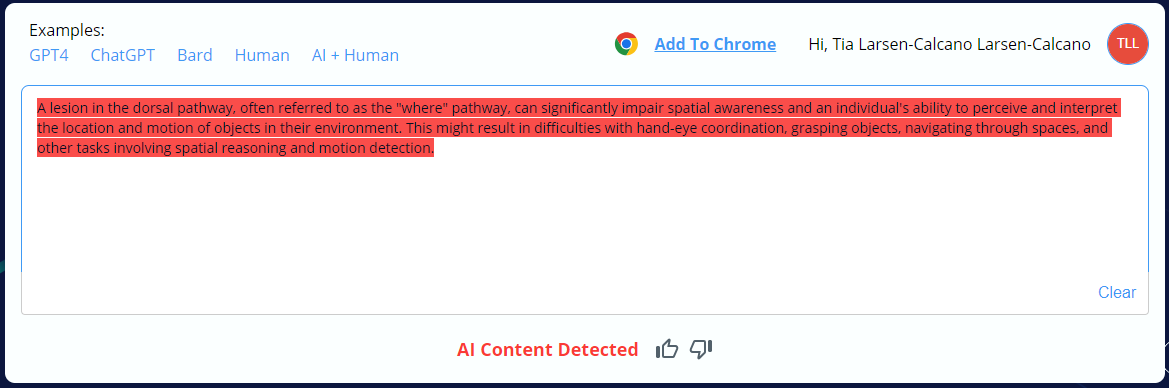 Examples:
GPT4 ChatGPT Bard Human AI + Human
Add To Chrome Hi, Tia Larsen-Calcano Larsen-Calcano TLL
A lesion in the dorsal pathway, often referred to as the "where" pathway, can significantly impair spatial awareness and an individual's ability to perceive and interpret
the location and motion of objects in their environment. This might result in difficulties with hand-eye coordination, grasping objects, navigating through spaces, and
other tasks involving spatial reasoning and motion detection.
Clear
AI Content Detected